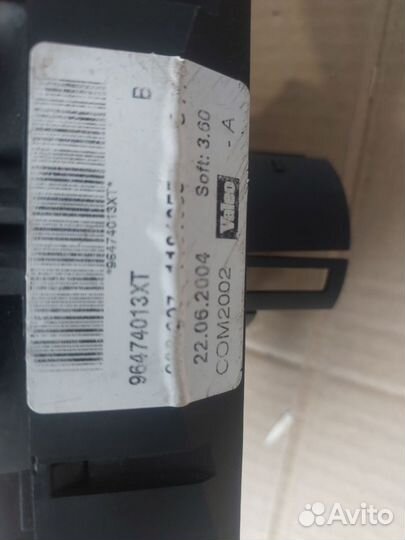 B
*96474013XT*
96474013XT
22.06.2004 Soft: 3.60
COM2002 Valeo - A
Avito